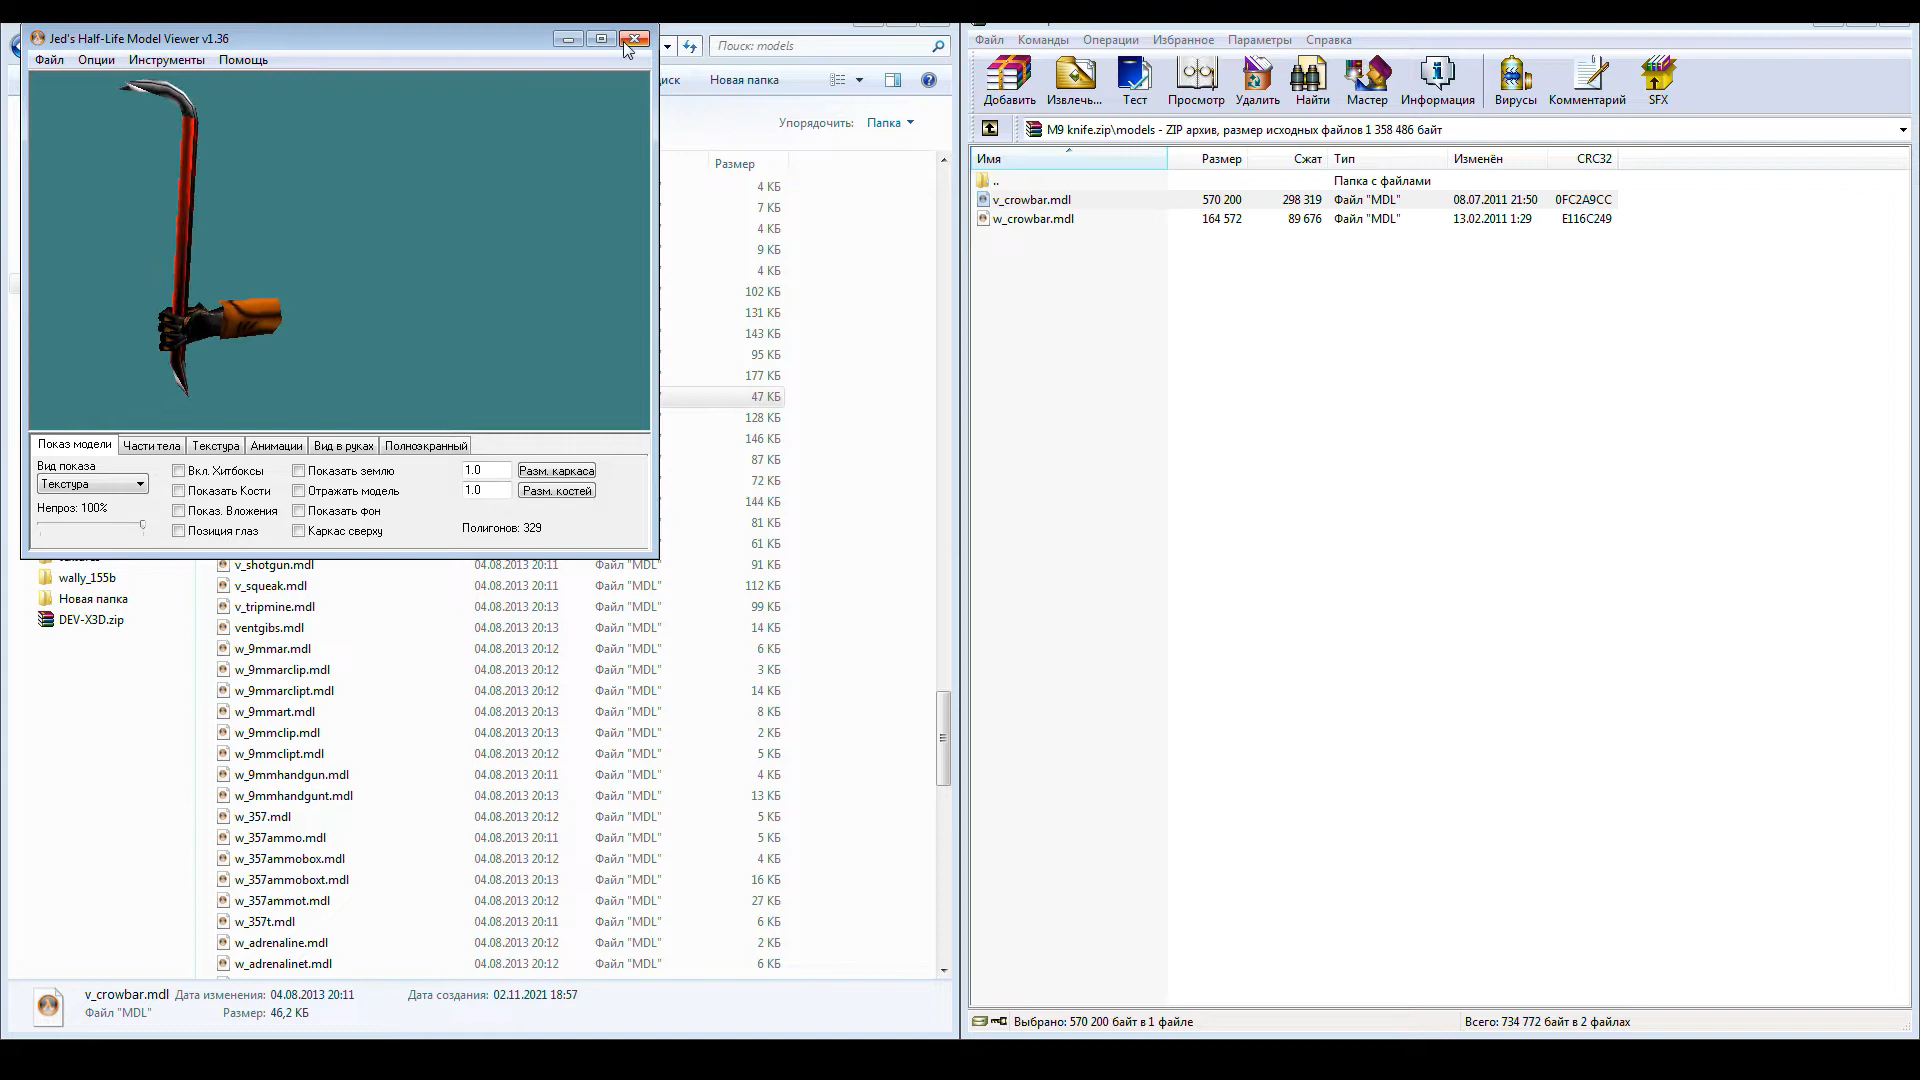 Jed's Half-Life Model Viewer v1.36
Файл Опции Инструменты Помощь
Показ модели Части тела Текстура Анимации Вид в руках Полноэкранный
Вид показа
Текстура
Непроз: 100%
Вкл. Хитбоксы
Показать Кости
Показ. Вложения
Позиция глаз
Показать землю
Отражать модель
Показать фон
Каркас сверху
1.0 Разм. каркаса
1.0 Разм. костей
Полигонов: 329
Поиск: models
Новая папка
Упорядочить: Папка
Размер
4 КБ
7 КБ
4 КБ
9 КБ
4 КБ
102 КБ
131 КБ
143 КБ
95 КБ
177 КБ
47 КБ
128 КБ
146 КБ
87 КБ
72 КБ
144 КБ
81 КБ
61 КБ
wally_155b
Новая папка
DEV-X3D.zip
v_shotgun.mdl 04.08.2013 20:11 Файл "MDL" 91 КБ
v_squeak.mdl 04.08.2013 20:11 Файл "MDL" 112 КБ
v_tripmine.mdl 04.08.2013 20:13 Файл "MDL" 99 КБ
ventgibs.mdl 04.08.2013 20:13 Файл "MDL" 14 КБ
w_9mmar.mdl 04.08.2013 20:12 Файл "MDL" 6 КБ
w_9mmarclip.mdl 04.08.2013 20:12 Файл "MDL" 3 КБ
w_9mmarclipt.mdl 04.08.2013 20:12 Файл "MDL" 14 КБ
w_9mmart.mdl 04.08.2013 20:13 Файл "MDL" 8 КБ
w_9mmclip.mdl 04.08.2013 20:13 Файл "MDL" 2 КБ
w_9mmclipt.mdl 04.08.2013 20:12 Файл "MDL" 5 КБ
w_9mmhandgun.mdl 04.08.2013 20:11 Файл "MDL" 4 КБ
w_9mmhandgunt.mdl 04.08.2013 20:13 Файл "MDL" 13 КБ
w_357.mdl 04.08.2013 20:12 Файл "MDL" 5 КБ
w_357ammo.mdl 04.08.2013 20:11 Файл "MDL" 5 КБ
w_357ammobox.mdl 04.08.2013 20:12 Файл "MDL" 4 КБ
w_357ammoboxt.mdl 04.08.2013 20:13 Файл "MDL" 16 КБ
w_357ammot.mdl 04.08.2013 20:12 Файл "MDL" 27 КБ
w_357t.mdl 04.08.2013 20:11 Файл "MDL" 6 КБ
w_adrenaline.mdl 04.08.2013 20:12 Файл "MDL" 2 КБ
w_adrenalinet.mdl 04.08.2013 20:12 Файл "MDL" 6 КБ
v_crowbar.mdl Дата изменения: 04.08.2013 20:11 Дата создания: 02.11.2021 18:57
Файл "MDL" Размер: 46,2 КБ
Файл Команды Операции Избранное Параметры Справка
Добавить Извлечь... Тест Просмотр Удалить Найти Мастер Информация Вирусы Комментарий SFX
M9 knife.zip\models - ZIP архив, размер исходных файлов 1 358 486 байт
Имя Размер Сжат Тип Изменён CRC32
.. Папка с файлами
v_crowbar.mdl 570 200 298 319 Файл "MDL" 08.07.2011 21:50 0FC2A9CC
w_crowbar.mdl 164 572 89 676 Файл "MDL" 13.02.2011 1:29 E116C249
Выбрано: 570 200 байт в 1 файле
Всего: 734 772 байт в 2 файлах